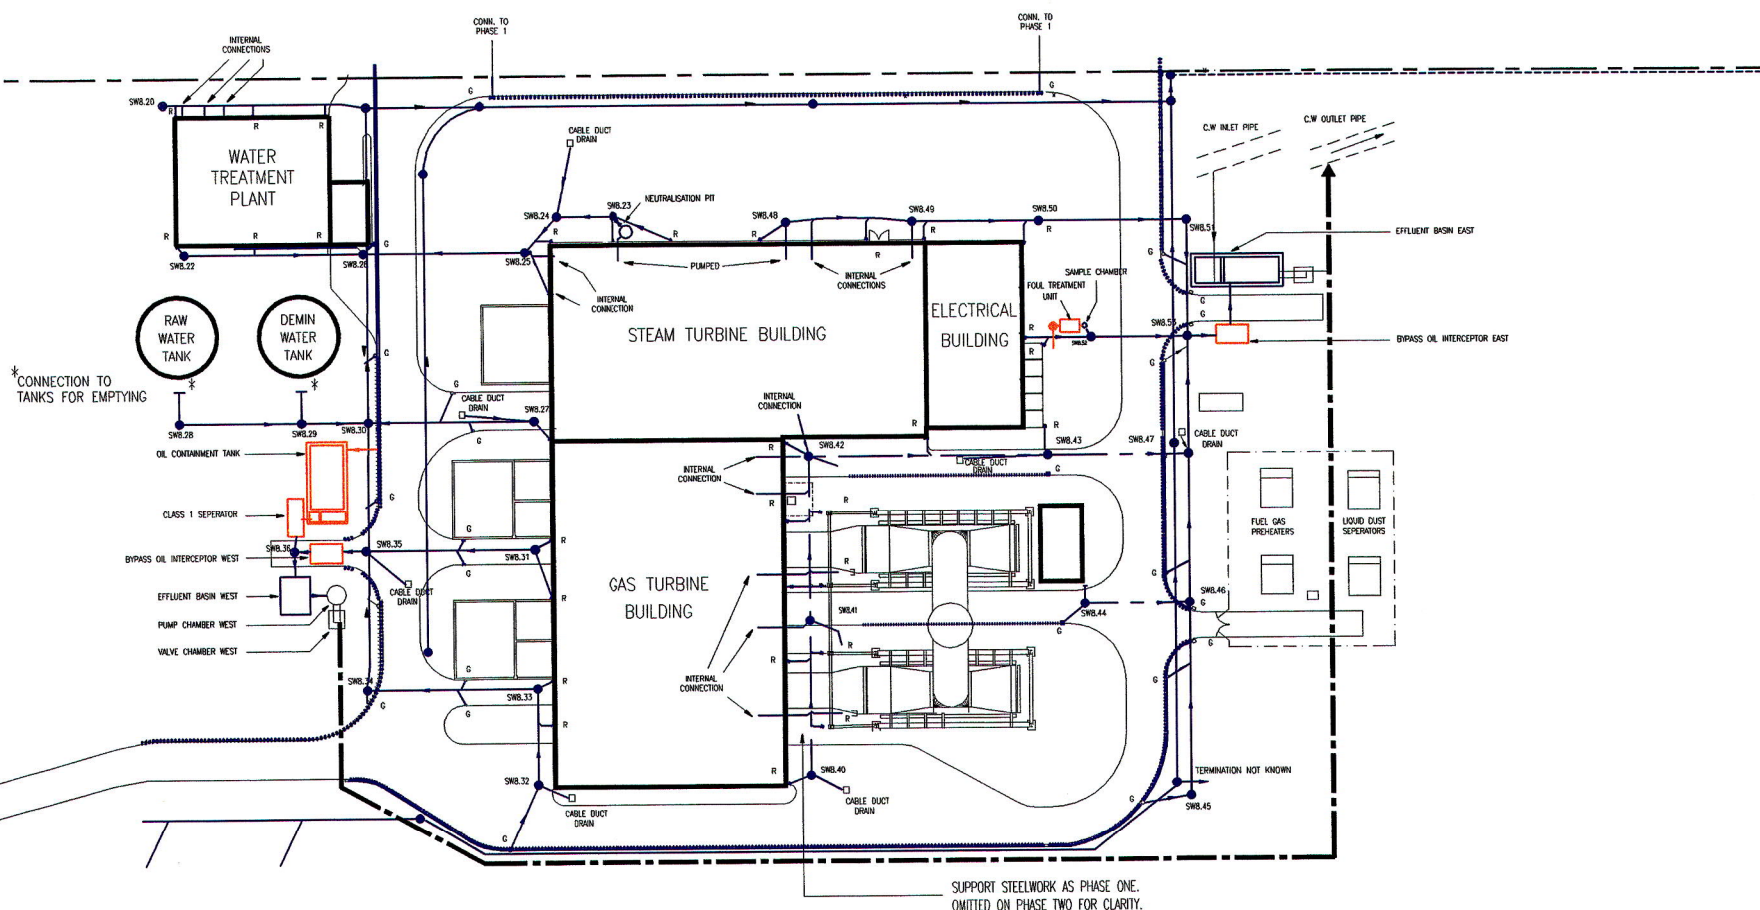 CONN. TO
PHASE 1
CONN. TO
PHASE 1
INTERNAL
CONNECTIONS
SW8.20
G
G
R
R
R
WATER
TREATMENT
PLANT
CABLE DUCT
DRAIN
C.W INLET PIPE
C.W OUTLET PIPE
NEUTRALISATION PIT
SW8.24
SW8.23
SW8.48
SW8.49
SW8.50
SW8.51
EFFLUENT BASIN EAST
R
R
R
G
R
R
R
R
R
R
SW8.22
SW8.26
SW8.25
PUMPED
INTERNAL
CONNECTIONS
SAMPLE CHAMBER
FOUL TREATMENT
UNIT
G
G
INTERNAL
CONNECTION
RAW
WATER
TANK
DEMIN
WATER
TANK
STEAM TURBINE BUILDING
ELECTRICAL
BUILDING
R
R
SW8.52
SW8.53
G
BYPASS OIL INTERCEPTOR EAST
G
G
*CONNECTION TO
TANKS FOR EMPTYING
*
*
G
CABLE DUCT
DRAIN
SW8.27
INTERNAL
CONNECTION
SW8.28
SW8.29
SW8.30
G
R
R
SW8.42
R
SW8.43
SW8.47
CABLE DUCT
DRAIN
OIL CONTAINMENT TANK
INTERNAL
CONNECTION
CABLE DUCT
DRAIN
G
G
R
R
R
CLASS 1 SEPERATOR
FUEL GAS
PREHEATERS
LIQUID DUST
SEPERATORS
SW8.36
SW8.35
SW8.31
R
BYPASS OIL INTERCEPTOR WEST
G
G
R
R
GAS TURBINE
BUILDING
CABLE DUCT
DRAIN
EFFLUENT BASIN WEST
PUMP CHAMBER WEST
VALVE CHAMBER WEST
SW8.41
SW8.44
SW8.46
G
G
R
R
INTERNAL
CONNECTION
SW8.34
SW8.33
R
G
G
G
R
R
R
SW8.32
SW8.40
TERMINATION NOT KNOWN
G
SW8.45
CABLE DUCT
DRAIN
CABLE DUCT
DRAIN
G
G
SUPPORT STEELWORK AS PHASE ONE.
OMITTED ON PHASE TWO FOR CLARITY.